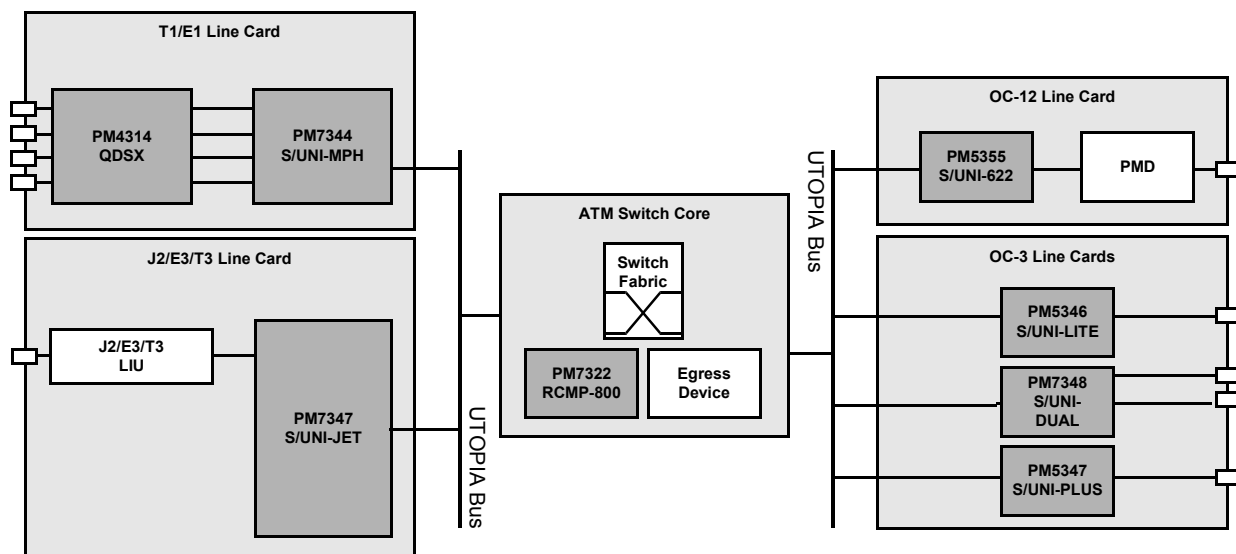 T1/E1 Line Card
PM4314
QDSX
PM7344
S/UNI-MPH
J2/E3/T3 Line Card
J2/E3/T3
LIU
PM7347
S/UNI-JET
UTOPIA Bus
ATM Switch Core
Switch
Fabric
PM7322
RCMP-800
Egress
Device
UTOPIA Bus
OC-12 Line Card
PM5355
S/UNI-622
PMD
OC-3 Line Cards
PM5346
S/UNI-LITE
PM7348
S/UNI-
DUAL
PM5347
S/UNI-PLUS